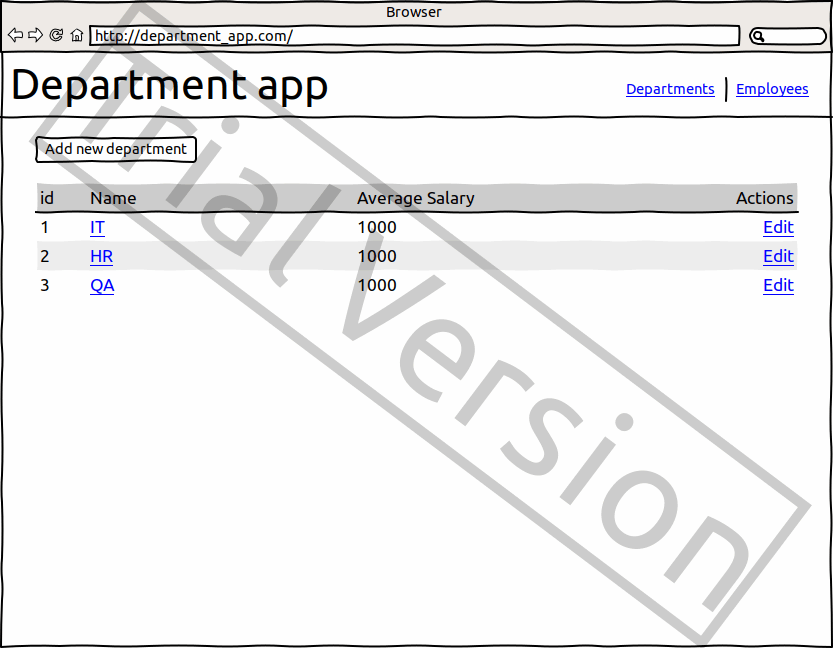 Browser
http://department_app.com/
Department app
Departments | Employees
Add new department
id Name Average Salary Actions
1 IT 1000 Edit
2 HR 1000 Edit
3 QA 1000 Edit
Trial Version